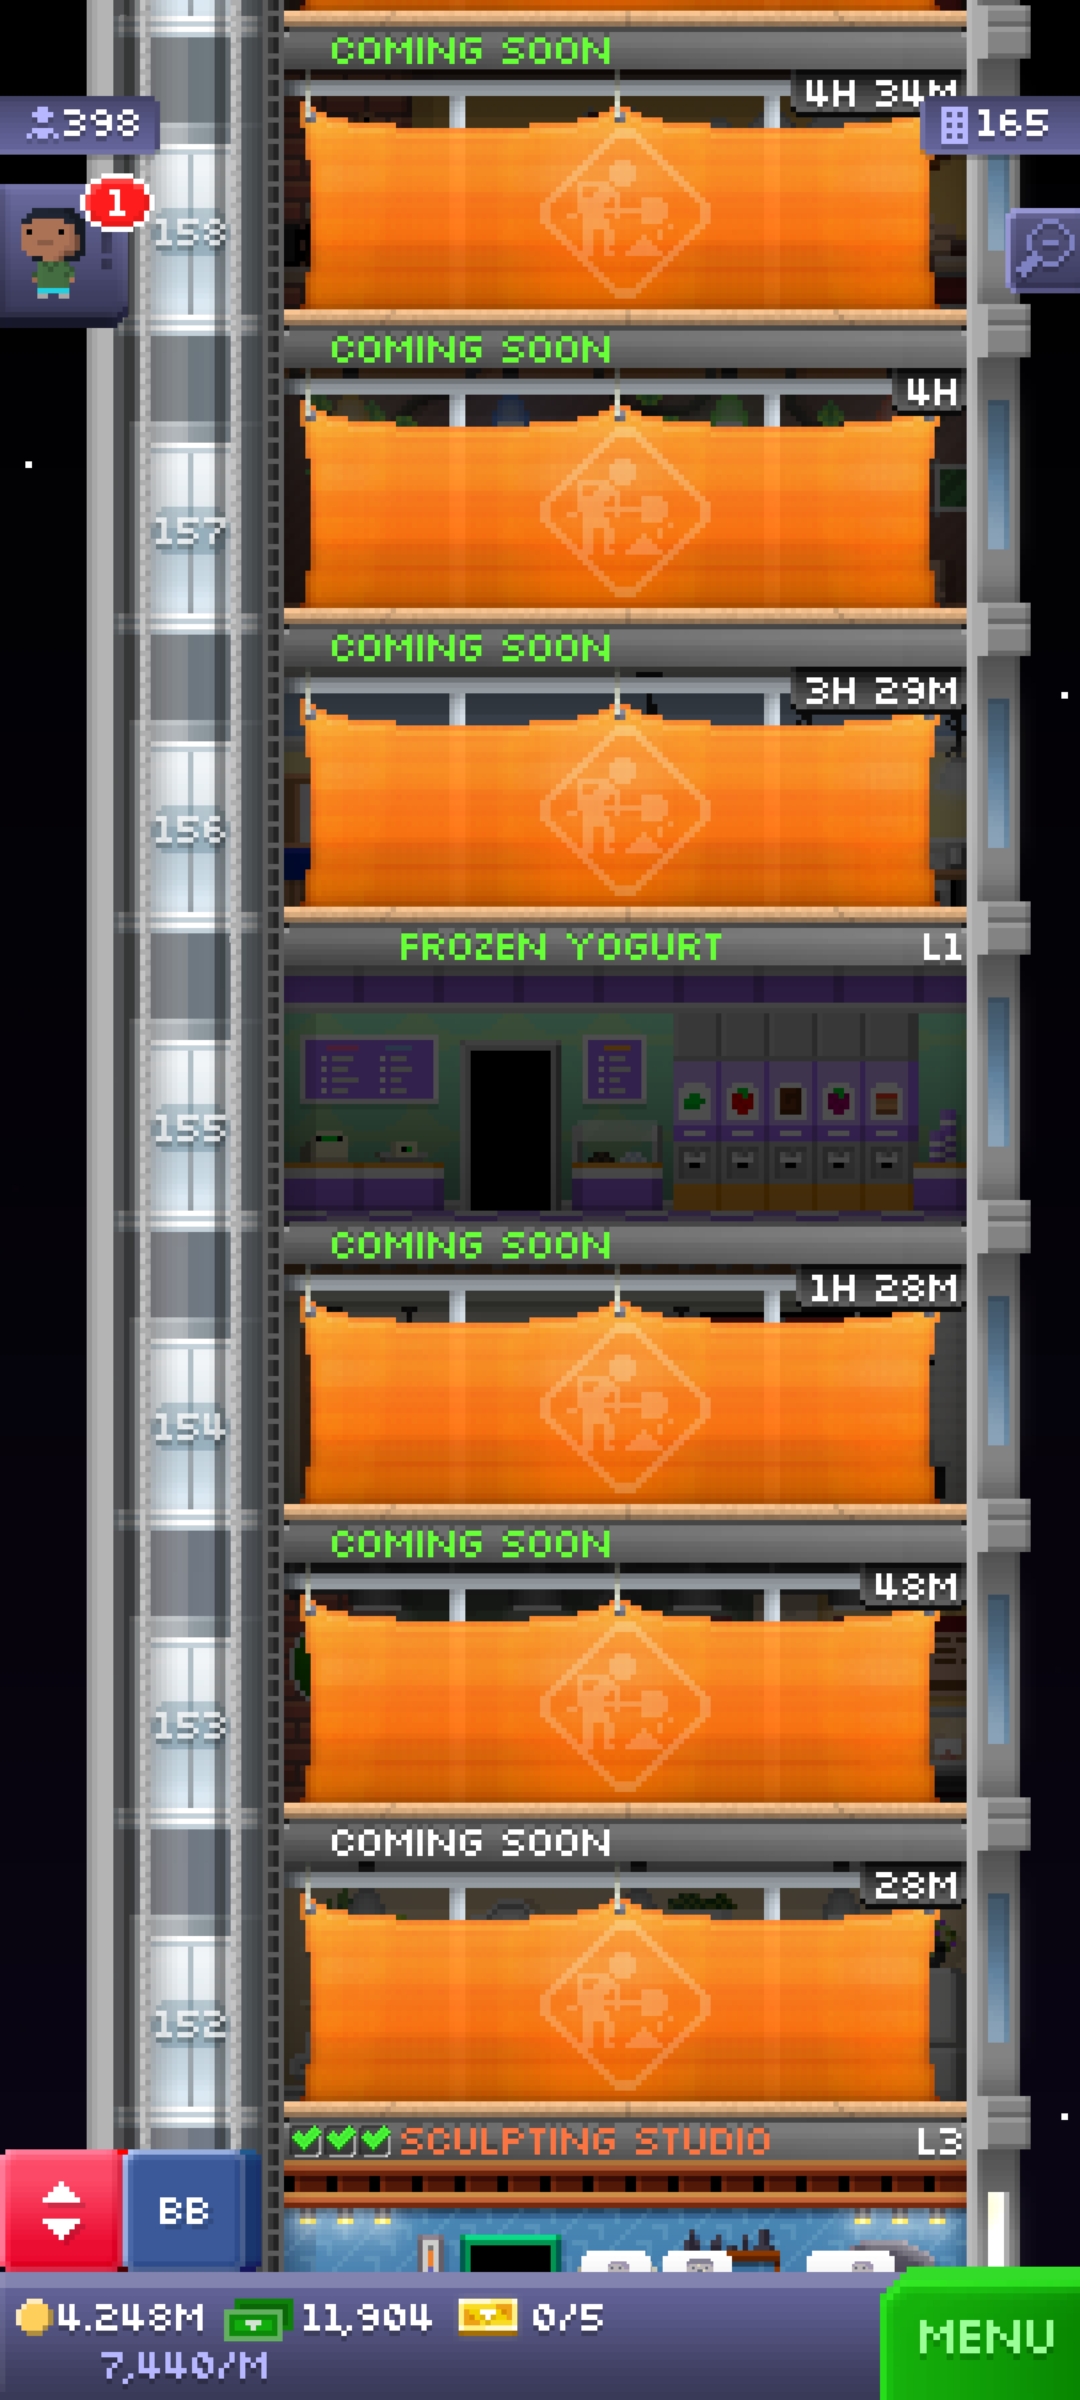 COMING SOON
4H 34M
398
165
1
158
COMING SOON
4H
157
COMING SOON
3H 29M
156
FROZEN YOGURT L1
155
COMING SOON
1H 28M
154
COMING SOON
48M
153
COMING SOON
28M
152
SCULPTING STUDIO L3
BB
4.248M 11,904 0/5
7,440/M
MENU